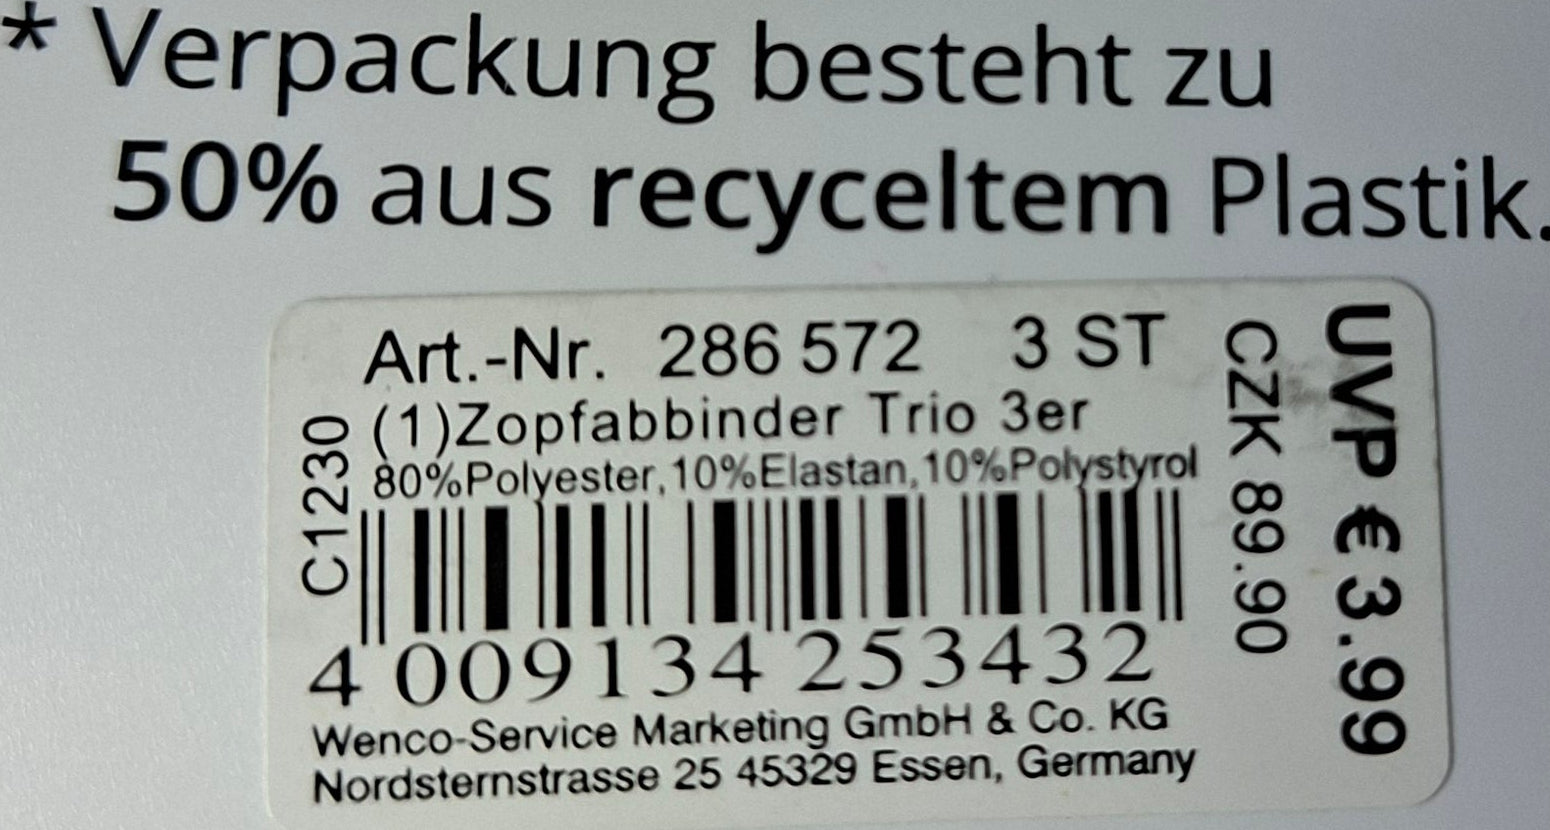 * Verpackung besteht zu
50% aus recyceltem Plastik.
Art.-Nr. 286 572 3 ST
(1)Zopfabbinder Trio 3er
80%Polyester,10%Elastan,10%Polystyrol
C1230
4 009134 253432
Wenco-Service Marketing GmbH & Co. KG
Nordsternstrasse 25 45329 Essen, Germany
CZK 89.90
UVP € 3.99